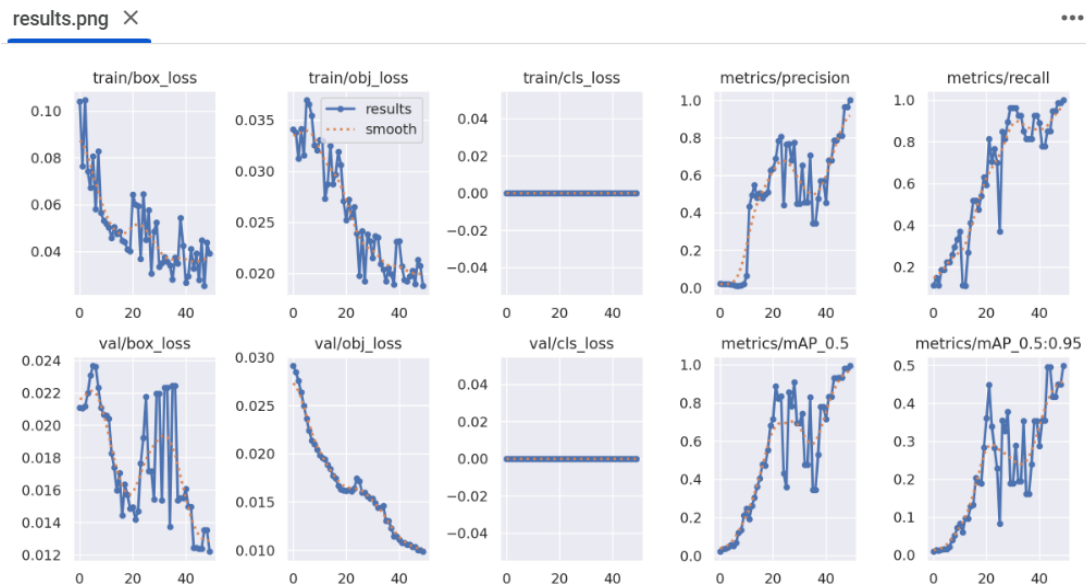 results.png ×
train/box_loss
0.10
0.08
0.06
0.04
0 20 40
train/obj_loss
results
smooth
0.035
0.030
0.025
0.020
0 20 40
train/cls_loss
0.04
0.02
0.00
−0.02
−0.04
0 20 40
metrics/precision
1.0
0.8
0.6
0.4
0.2
0.0
0 20 40
metrics/recall
1.0
0.8
0.6
0.4
0.2
0 20 40
val/box_loss
0.024
0.022
0.020
0.018
0.016
0.014
0.012
0 20 40
val/obj_loss
0.030
0.025
0.020
0.015
0.010
0 20 40
val/cls_loss
0.04
0.02
0.00
−0.02
−0.04
0 20 40
metrics/mAP_0.5
1.0
0.8
0.6
0.4
0.2
0.0
0 20 40
metrics/mAP_0.5:0.95
0.5
0.4
0.3
0.2
0.1
0.0
0 20 40